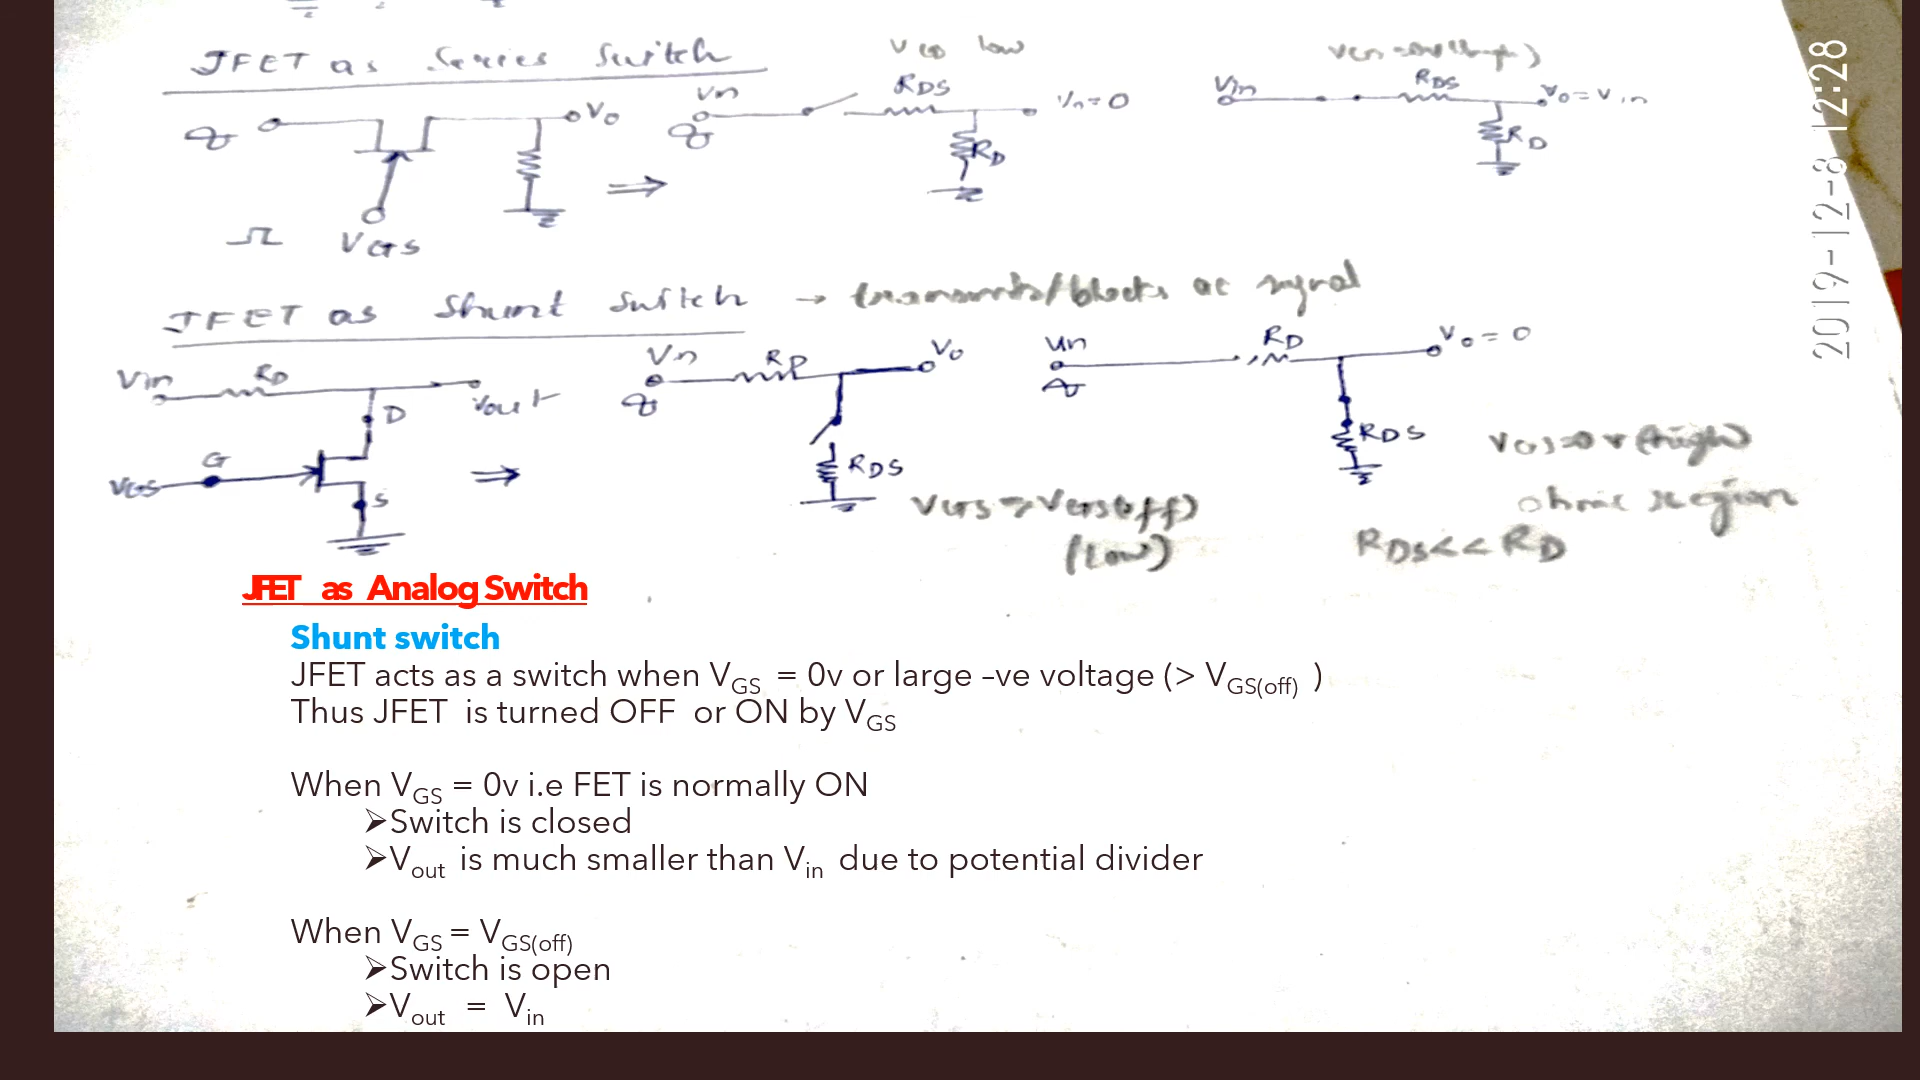 JFET as Series Switch
VGS low
RDS
Vin
Vo
RD
VGS
Vin
RDS
Vo = Vin
RD
JFET as Shunt Switch → transmits/blocks ac signal
Vin RD
Vout
D
G
VGS
S
Vin RD Vo
RDS
VGS = VGS(off)
(Low)
Vin RD Vo = 0
RDS
VGS=0v (high)
ohmic region
RDS<< RD
2019-12-8 12:28
JFET as Analog Switch
Shunt switch
JFET acts as a switch when VGS = 0v or large –ve voltage (> VGS(off) )
Thus JFET is turned OFF or ON by VGS
When VGS = 0v i.e FET is normally ON
➢Switch is closed
➢Vout is much smaller than Vin due to potential divider
When VGS = VGS(off)
➢Switch is open
➢Vout = Vin